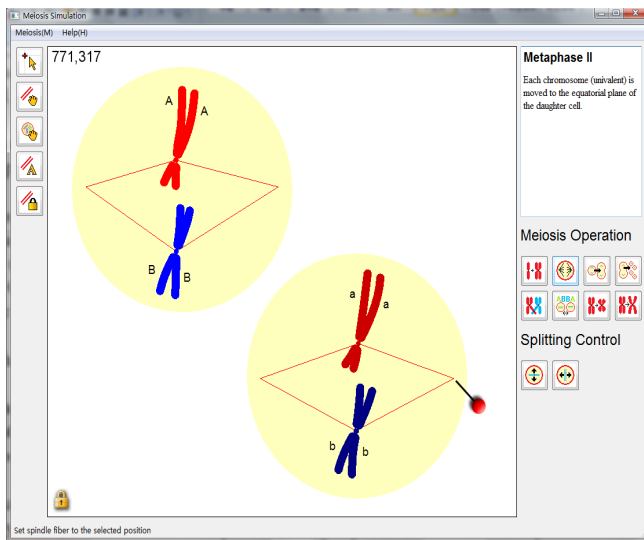 Meiosis Simulation
Meiosis(M) Help(H)
771,317
A A
B B
a a
b b
Metaphase II
Each chromosome (univalent) is
moved to the equatorial plane of
the daughter cell.
Meiosis Operation
ABBA
Splitting Control
A
Set spindle fiber to the selected position